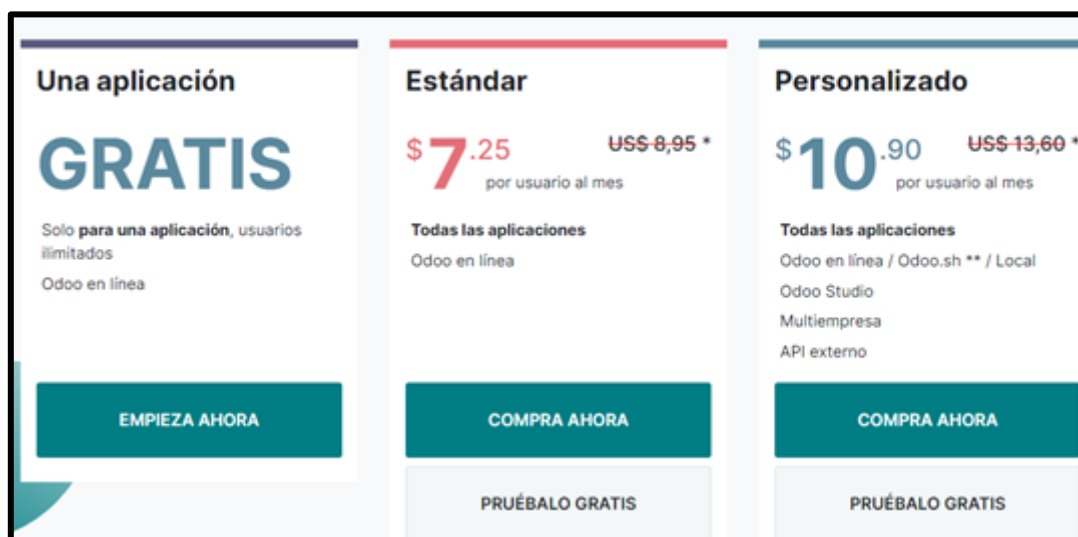 Una aplicación
GRATIS
Solo para una aplicación, usuarios
ilimitados
Odoo en línea
EMPIEZA AHORA
Estándar
$7.25 US$ 8,95 *
por usuario al mes
Todas las aplicaciones
Odoo en línea
COMPRA AHORA
PRUÉBALO GRATIS
Personalizado
$10.90 US$ 13,60 *
por usuario al mes
Todas las aplicaciones
Odoo en línea / Odoo.sh ** / Local
Odoo Studio
Multiempresa
API externo
COMPRA AHORA
PRUÉBALO GRATIS